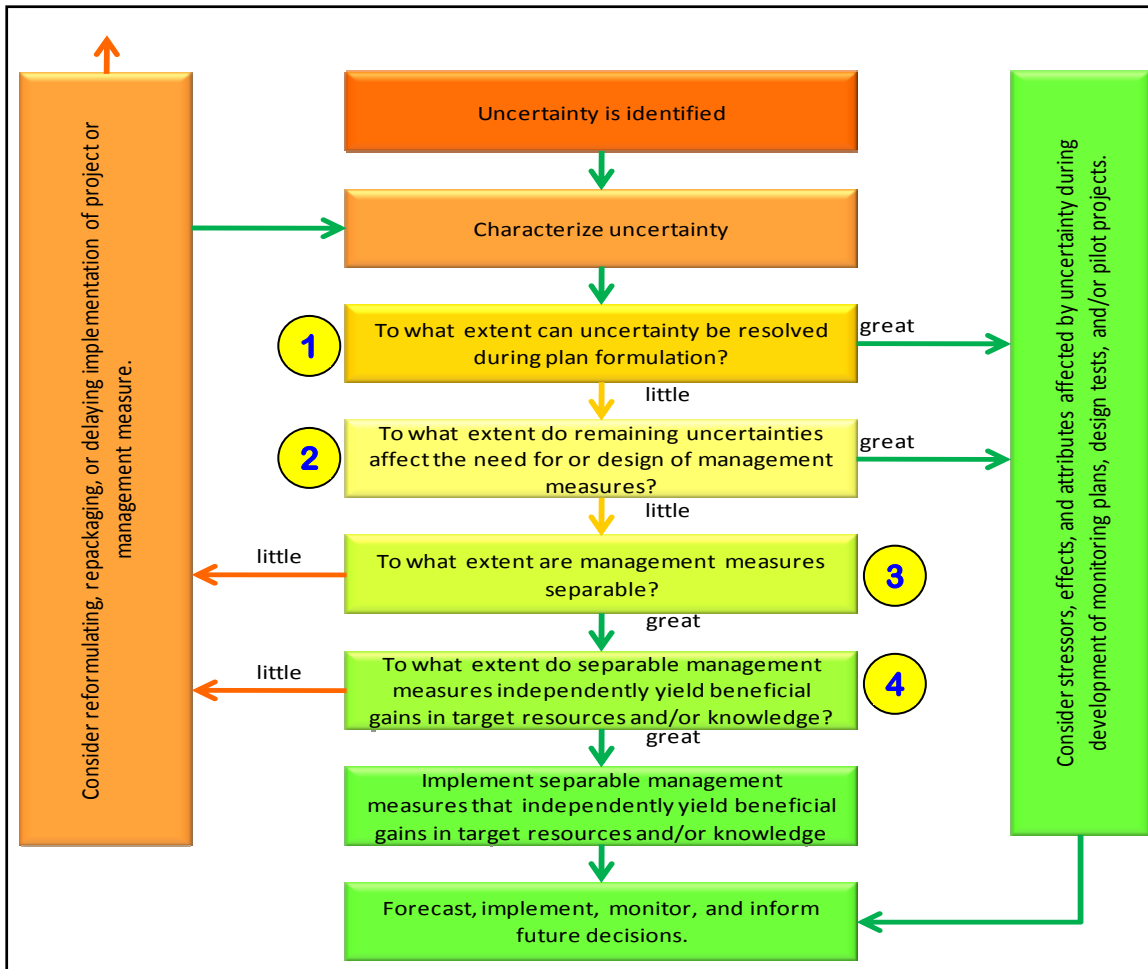 Consider reformulating, repackaging, or delaying implementation of project or
management measure.
Uncertainty is identified
Characterize uncertainty
1
To what extent can uncertainty be resolved
during plan formulation?
great
little
2
To what extent do remaining uncertainties
affect the need for or design of management
measures?
great
little
little
To what extent are management measures
separable?
3
great
little
To what extent do separable management
measures independently yield beneficial
gains in target resources and/or knowledge?
4
great
Implement separable management
measures that independently yield beneficial
gains in target resources and/or knowledge
Forecast, implement, monitor, and inform
future decisions.
Consider stressors, effects, and attributes affected by uncertainty during
development of monitoring plans, design tests, and/or pilot projects.